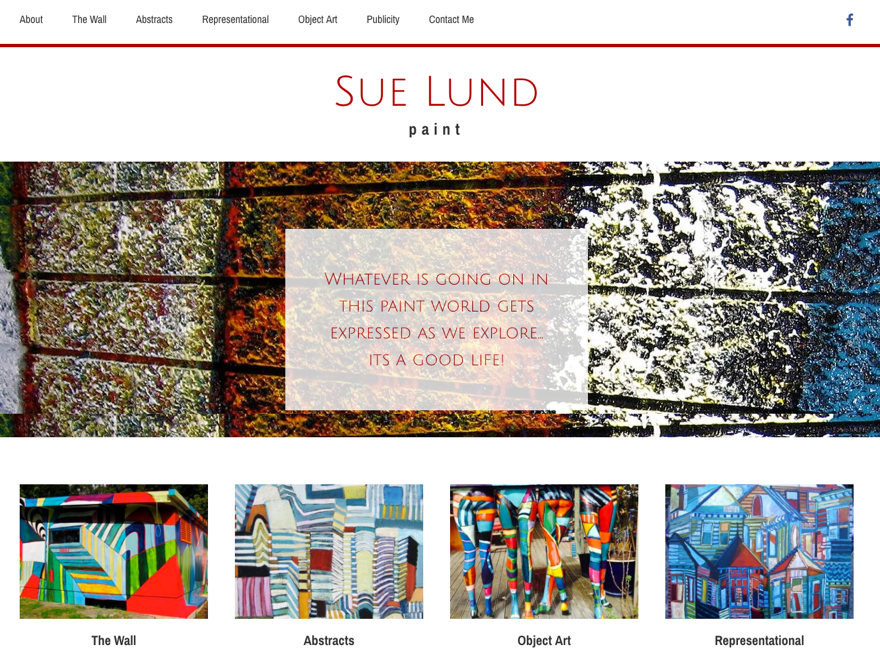 About The Wall Abstracts Representational Object Art Publicity Contact Me
Sue Lund
paint
Whatever is going on in
this paint world gets
expressed as we explore...
its a good life!
The Wall Abstracts Object Art Representational